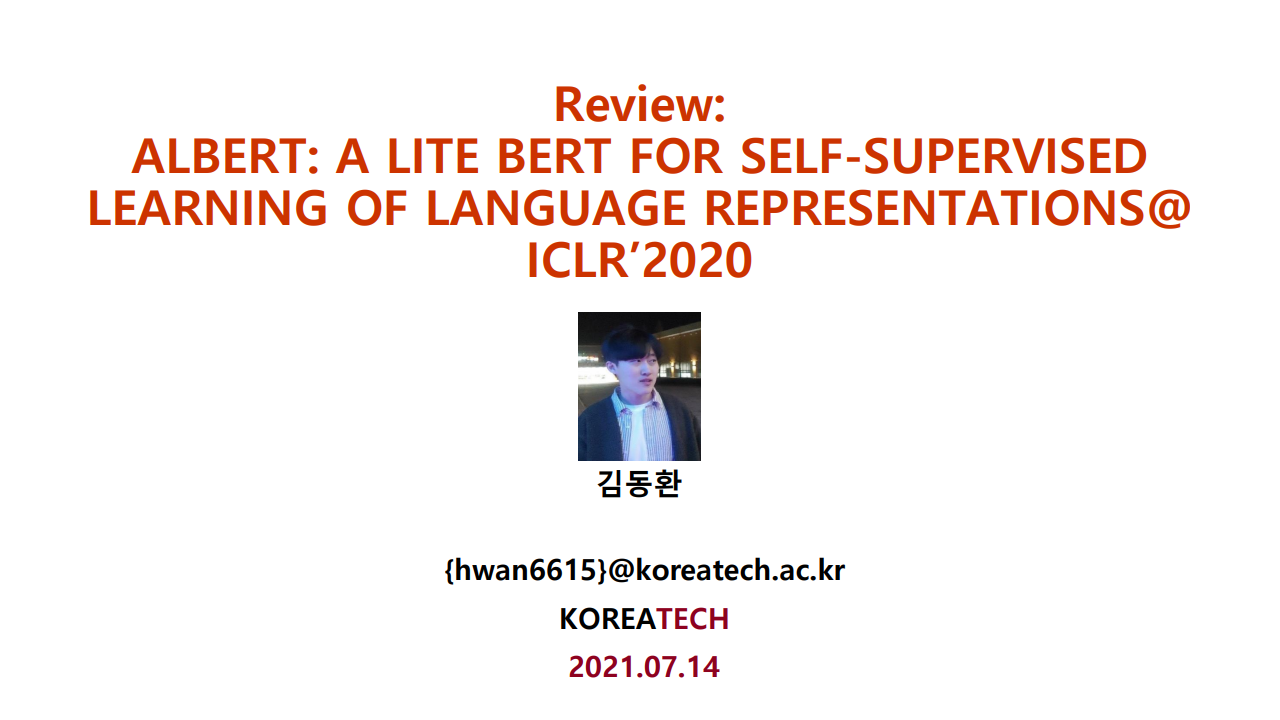 Review:
ALBERT: A LITE BERT FOR SELF-SUPERVISED
LEARNING OF LANGUAGE REPRESENTATIONS@
ICLR’2020
김동환
{hwan6615}@koreatech.ac.kr
KOREATECH
2021.07.14